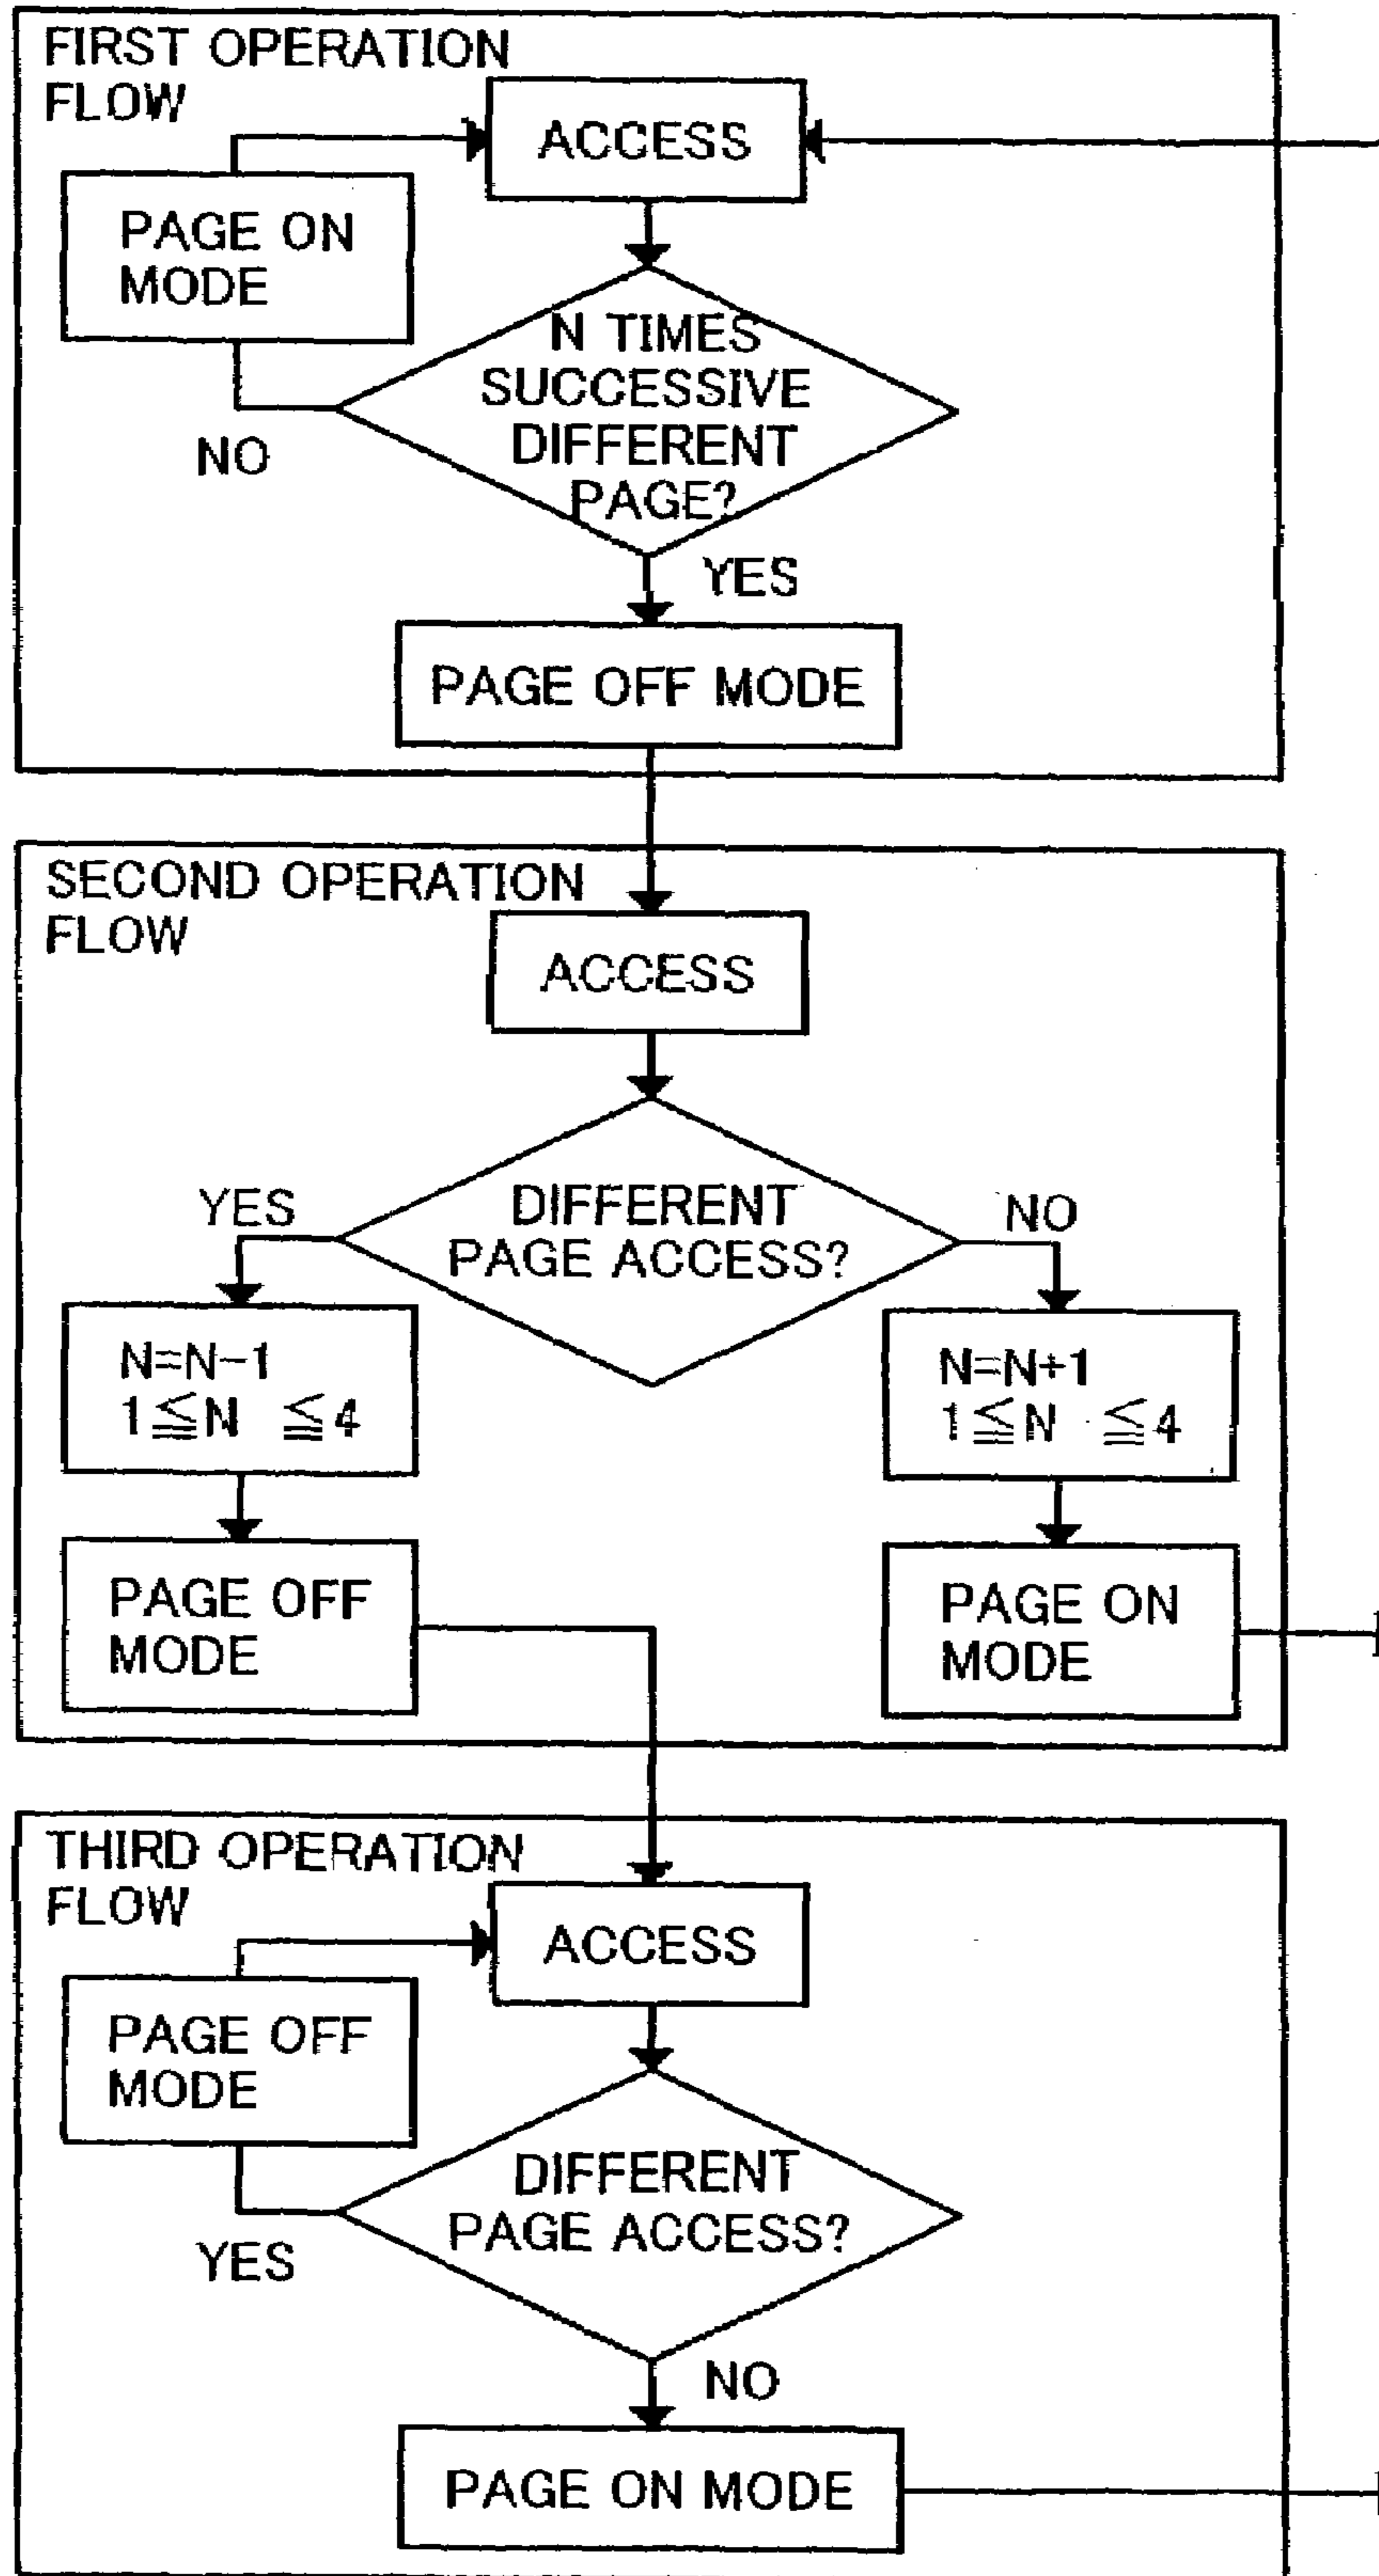 FIRST OPERATION
FLOW
ACCESS
PAGE ON
MODE
N TIMES
SUCCESSIVE
DIFFERENT
PAGE?
NO
YES
PAGE OFF MODE
SECOND OPERATION
FLOW
ACCESS
YES
DIFFERENT
PAGE ACCESS?
NO
N=N-1
1≦N ≦4
N=N+1
1≦N ≦4
PAGE OFF
MODE
PAGE ON
MODE
THIRD OPERATION
FLOW
ACCESS
PAGE OFF
MODE
DIFFERENT
PAGE ACCESS?
YES
NO
PAGE ON MODE